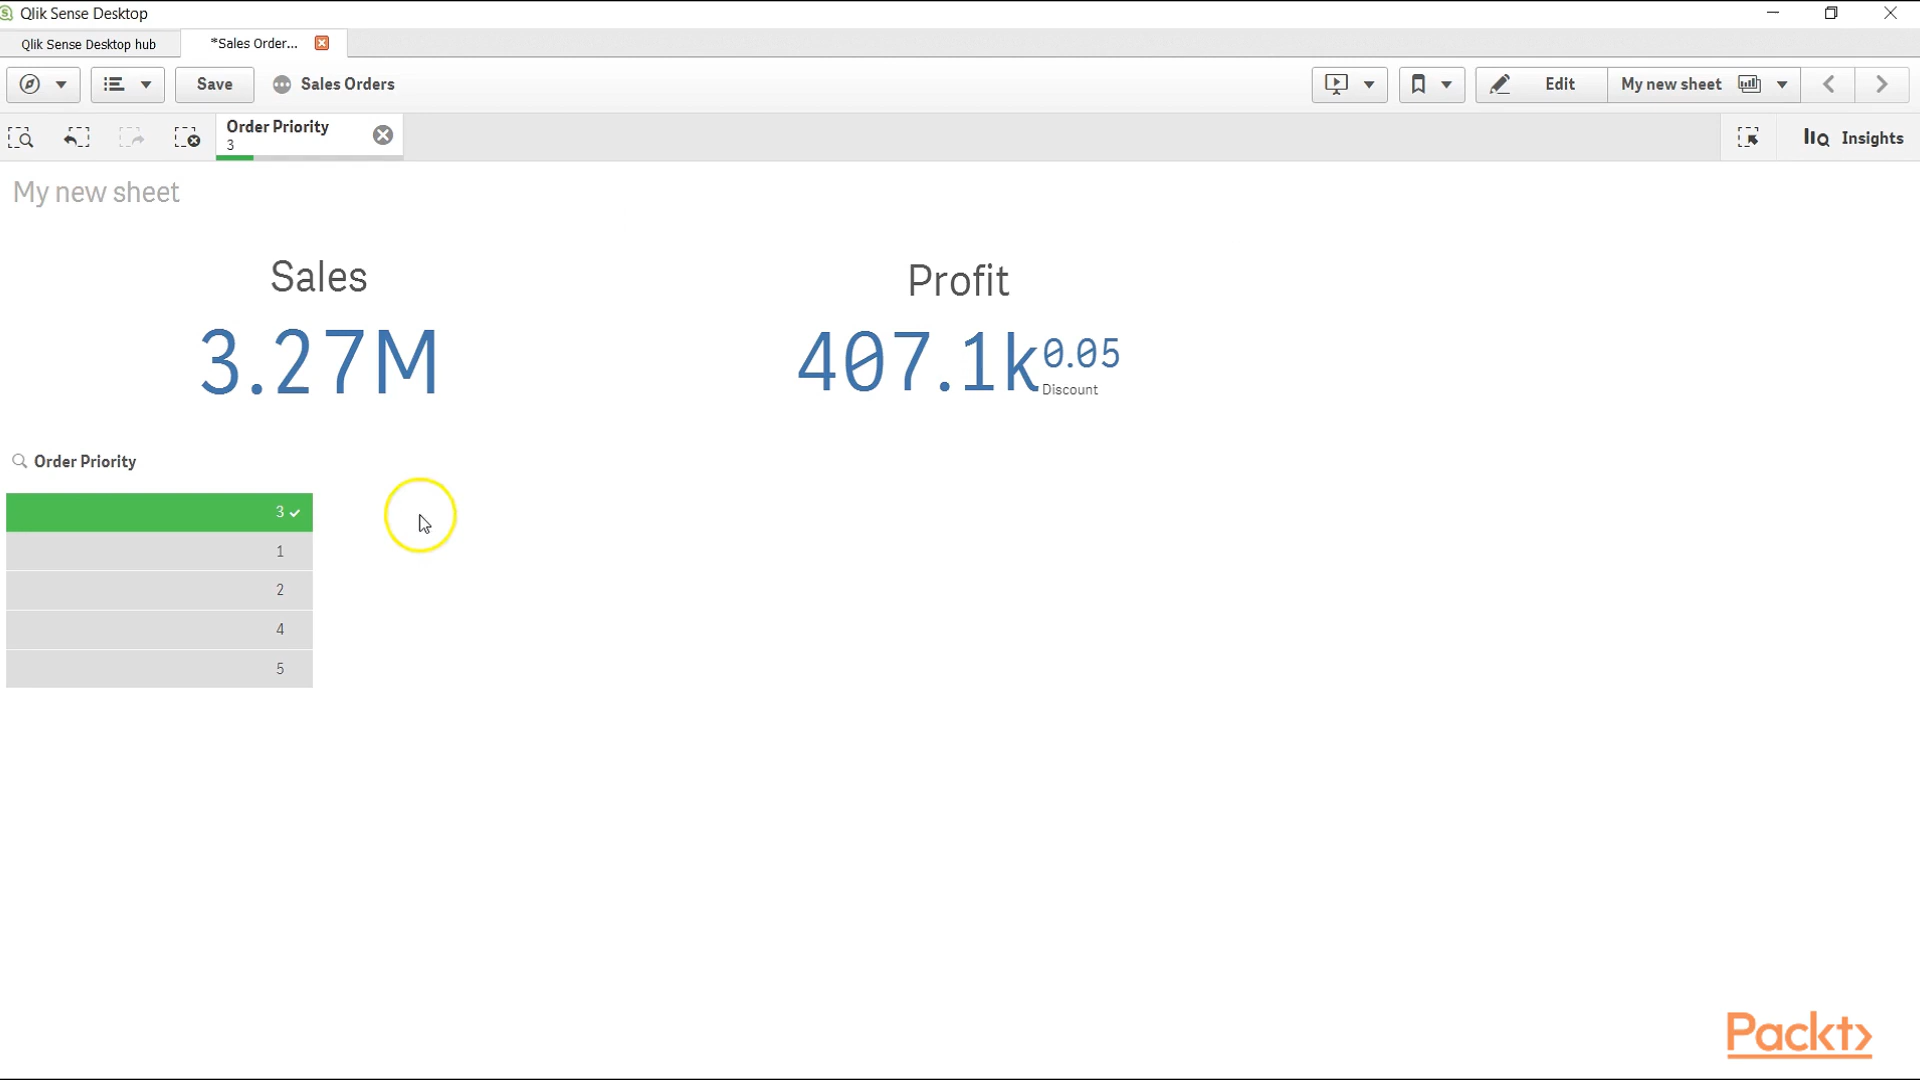 Qlik Sense Desktop
Qlik Sense Desktop hub
*Sales Order...
Save
Sales Orders
Edit
My new sheet
Order Priority
3
Insights
My new sheet
Sales
3.27M
Profit
407.1k
0.05
Discount
Order Priority
3
1
2
4
5
Packt